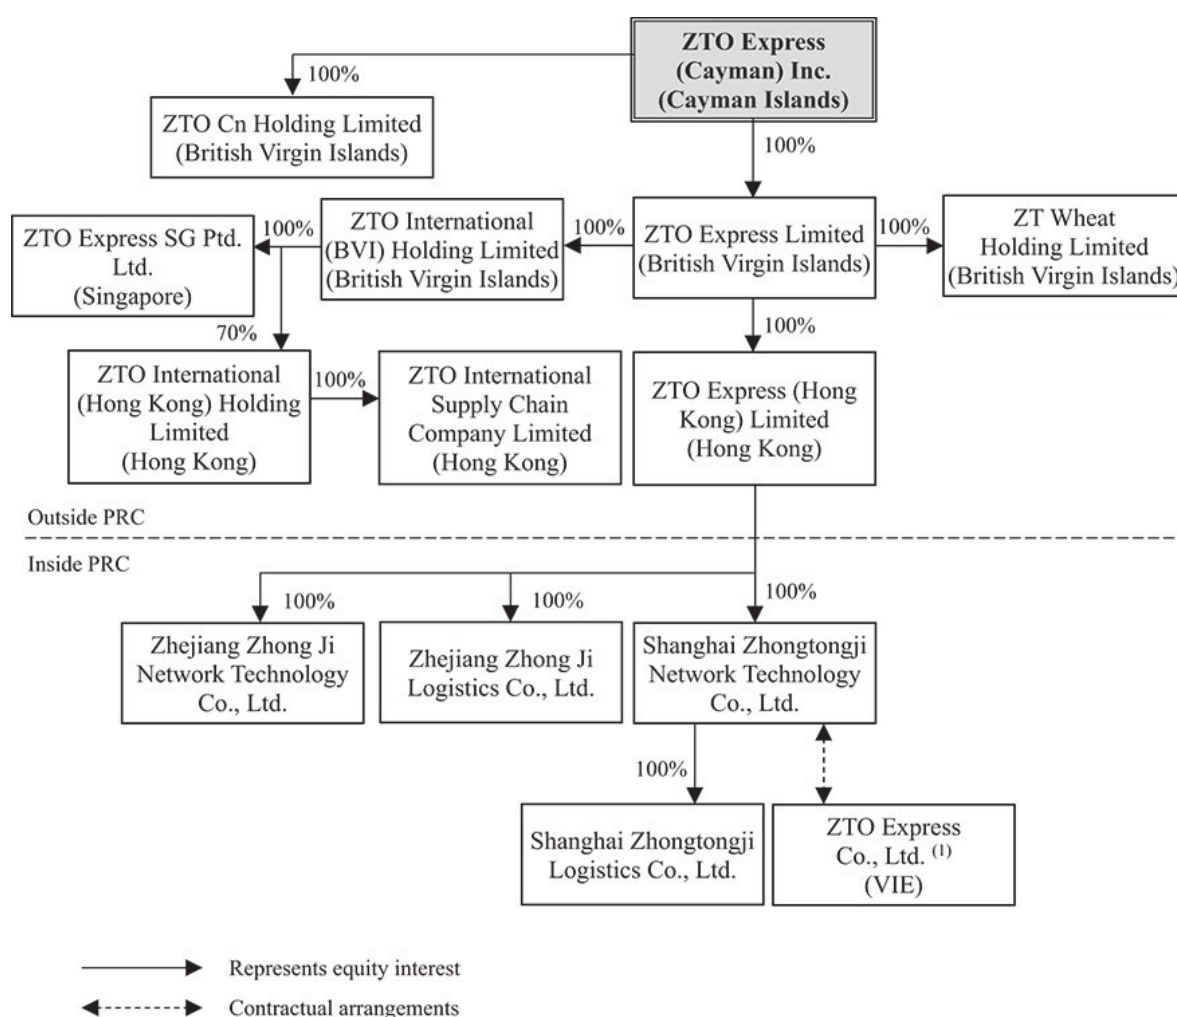 ZTO Express
(Cayman) Inc.
(Cayman Islands)
100%
ZTO Cn Holding Limited
(British Virgin Islands)
100%
ZTO Express SG Ptd.
Ltd.
(Singapore)
100%
ZTO International
(BVI) Holding Limited
(British Virgin Islands)
100%
ZTO Express Limited
(British Virgin Islands)
100%
ZT Wheat
Holding Limited
(British Virgin Islands)
70%
100%
ZTO International
(Hong Kong) Holding
Limited
(Hong Kong)
100%
ZTO International
Supply Chain
Company Limited
(Hong Kong)
ZTO Express (Hong
Kong) Limited
(Hong Kong)
Outside PRC
Inside PRC
100%
100%
100%
Zhejiang Zhong Ji
Network Technology
Co., Ltd.
Zhejiang Zhong Ji
Logistics Co., Ltd.
Shanghai Zhongtongji
Network Technology
Co., Ltd.
100%
Shanghai Zhongtongji
Logistics Co., Ltd.
ZTO Express
Co., Ltd. (1)
(VIE)
Represents equity interest
Contractual arrangements